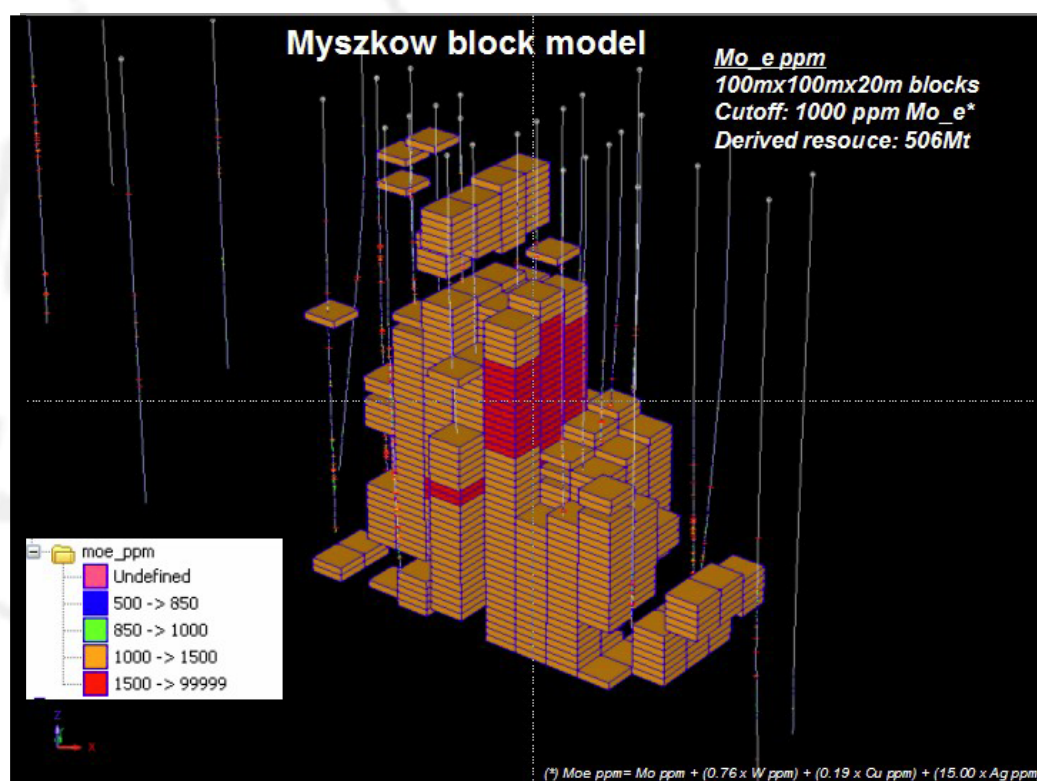 Myszkow block model
Mo_e ppm
100mx100mx20m blocks
Cutoff: 1000 ppm Mo_e*
Derived resouce: 506Mt
moe_ppm
Undefined
500 -> 850
850 -> 1000
1000 -> 1500
1500 -> 99999
Z
X
(*) Moe ppm= Mo ppm + (0.76 x W ppm) + (0.19 x Cu ppm) + (15.00 x Ag ppm